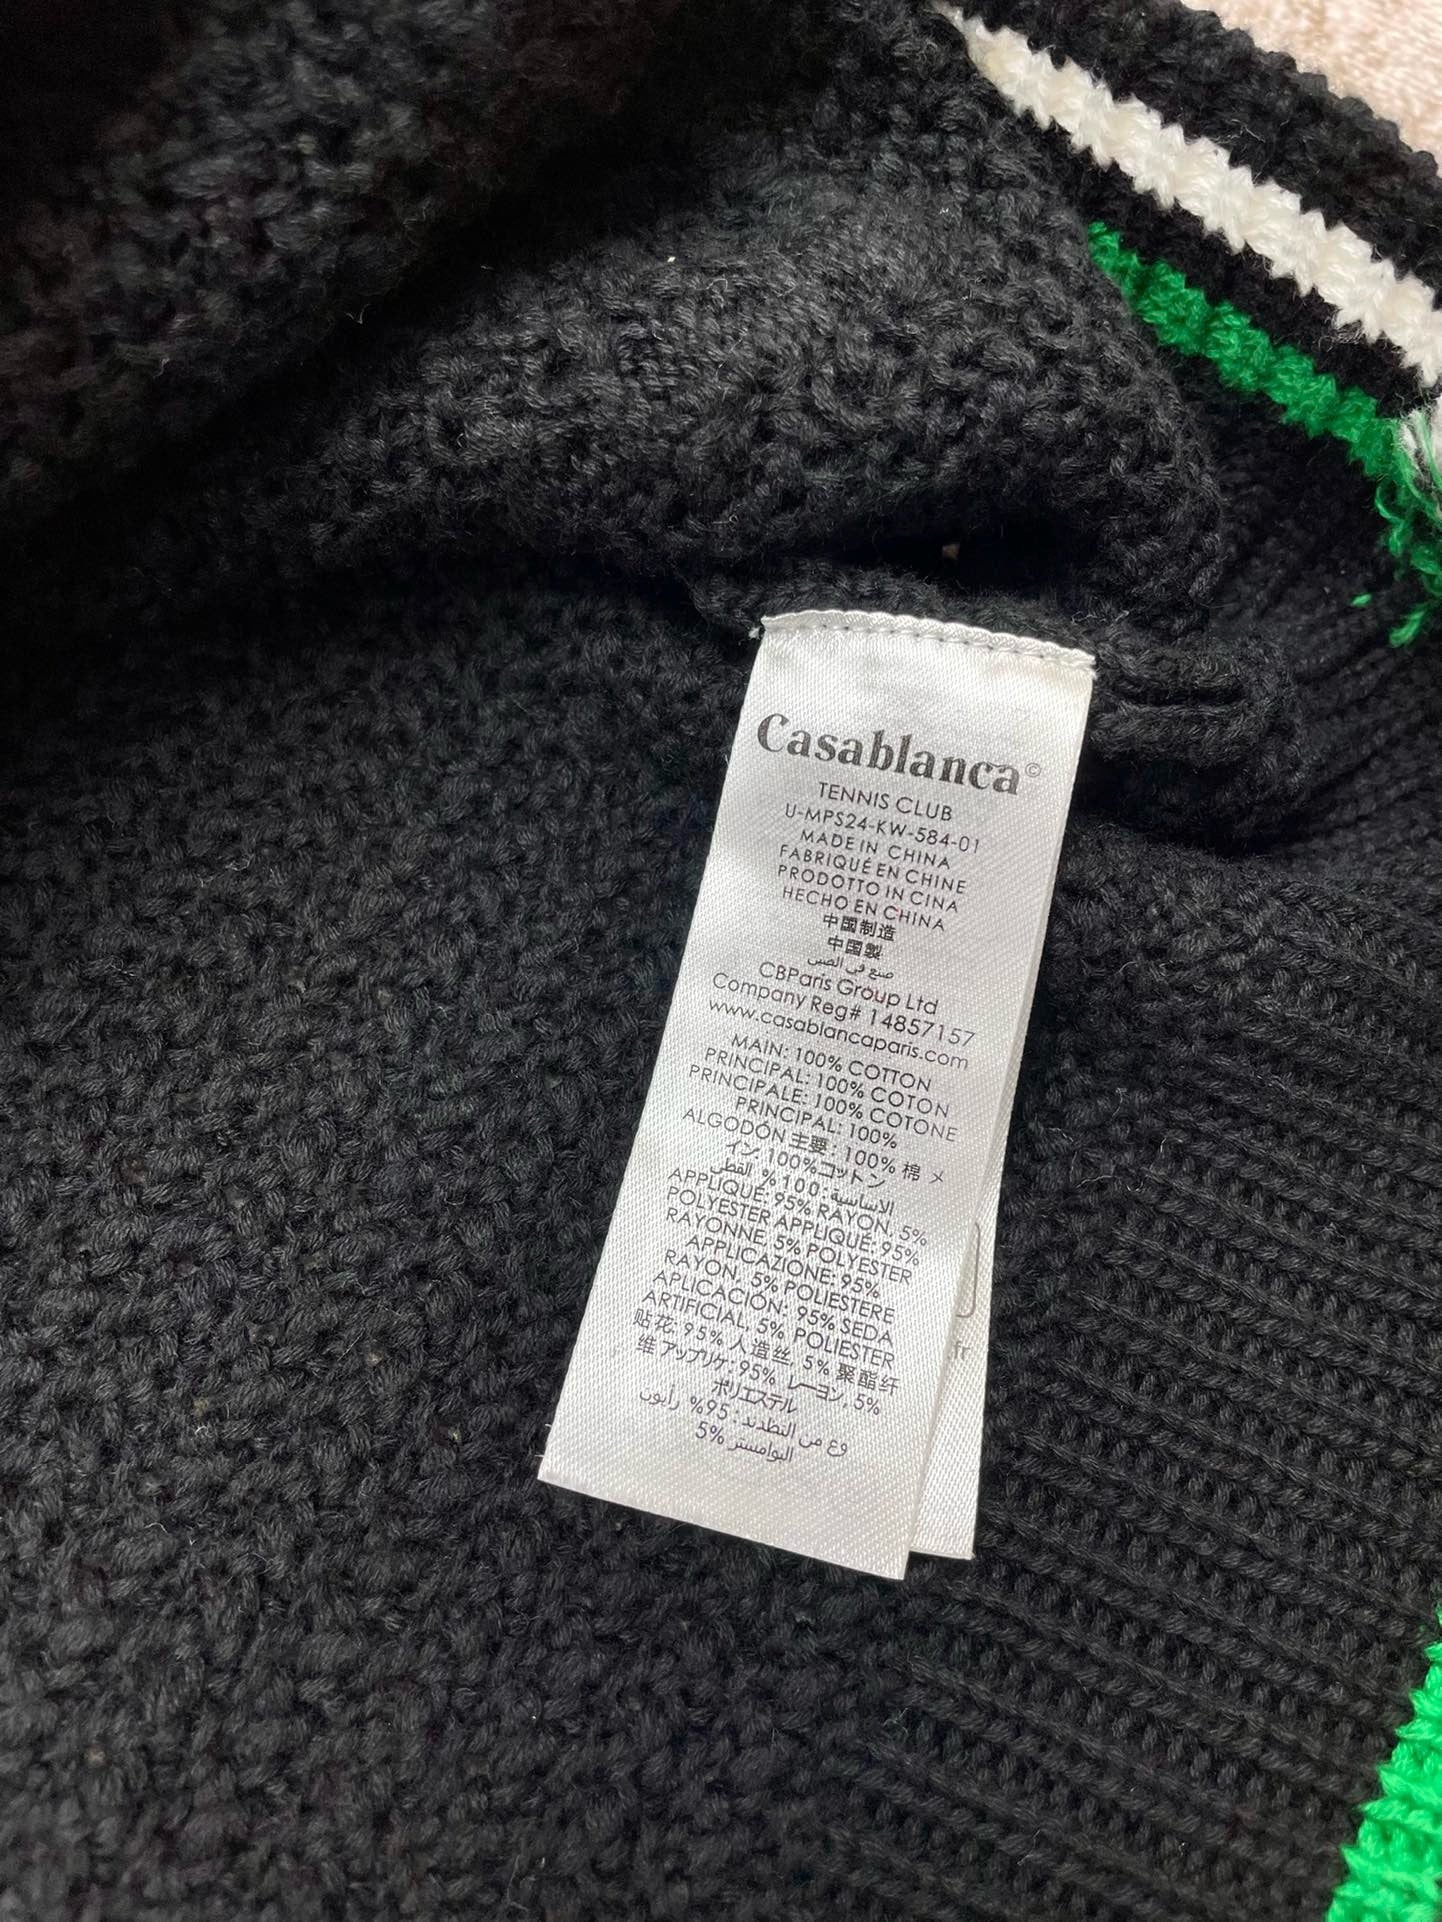 Casablanca©
TENNIS CLUB
U-MPS24-KW-584-01
MADE IN CHINA
FABRIQUÉ EN CHINE
PRODOTTO IN CINA
HECHO EN CHINA
中国制造
中国製
صنع في الصين
CBParis Group Ltd
Company Reg# 14857157
www.casablancaparis.com
MAIN: 100% COTTON
PRINCIPAL: 100% COTON
PRINCIPALE: 100% COTONE
PRINCIPAL: 100%
ALGODÓN 主要: 100% 棉 メ
イン: 100%コットン
الاساسية: 100 % القطن
APPLIQUE: 95% RAYON, 5%
POLYESTER APPLIQUÉ: 95%
RAYONNE, 5% POLYESTER
APPLICAZIONE: 95%
RAYON, 5% POLIESTERE
APLICACIÓN: 95% SEDA
ARTIFICIAL, 5% POLIESTER
贴花: 95% 人造丝, 5% 聚酯纤
维 アップリケ: 95% レーヨン, 5%
ポリエステル
95% رايون
5%
fr